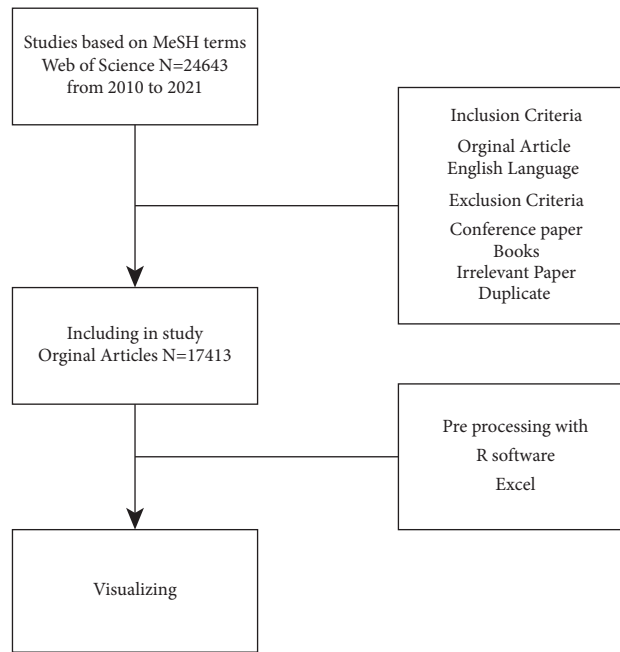 Studies based on MeSH terms
Web of Science N=24643
from 2010 to 2021
Inclusion Criteria
Orginal Article
English Language
Exclusion Criteria
Conference paper
Books
Irrelevant Paper
Duplicate
Including in study
Orginal Articles N=17413
Pre processing with
R software
Excel
Visualizing